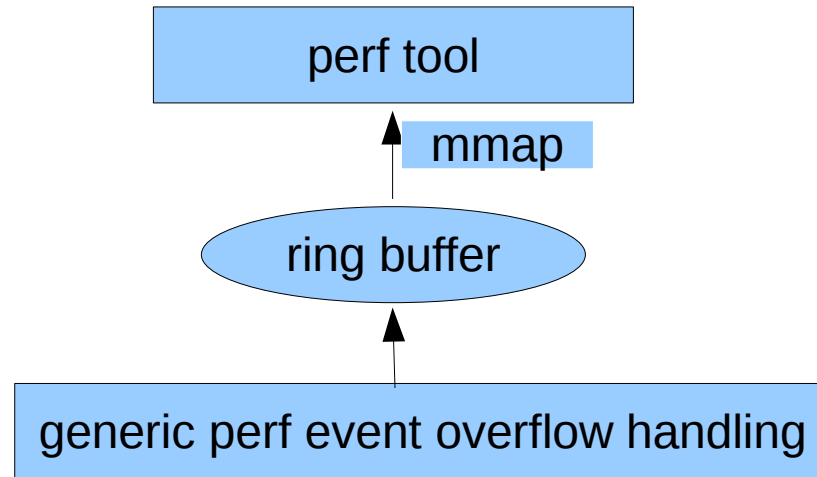 perf tool
mmap
ring buffer
generic perf event overflow handling